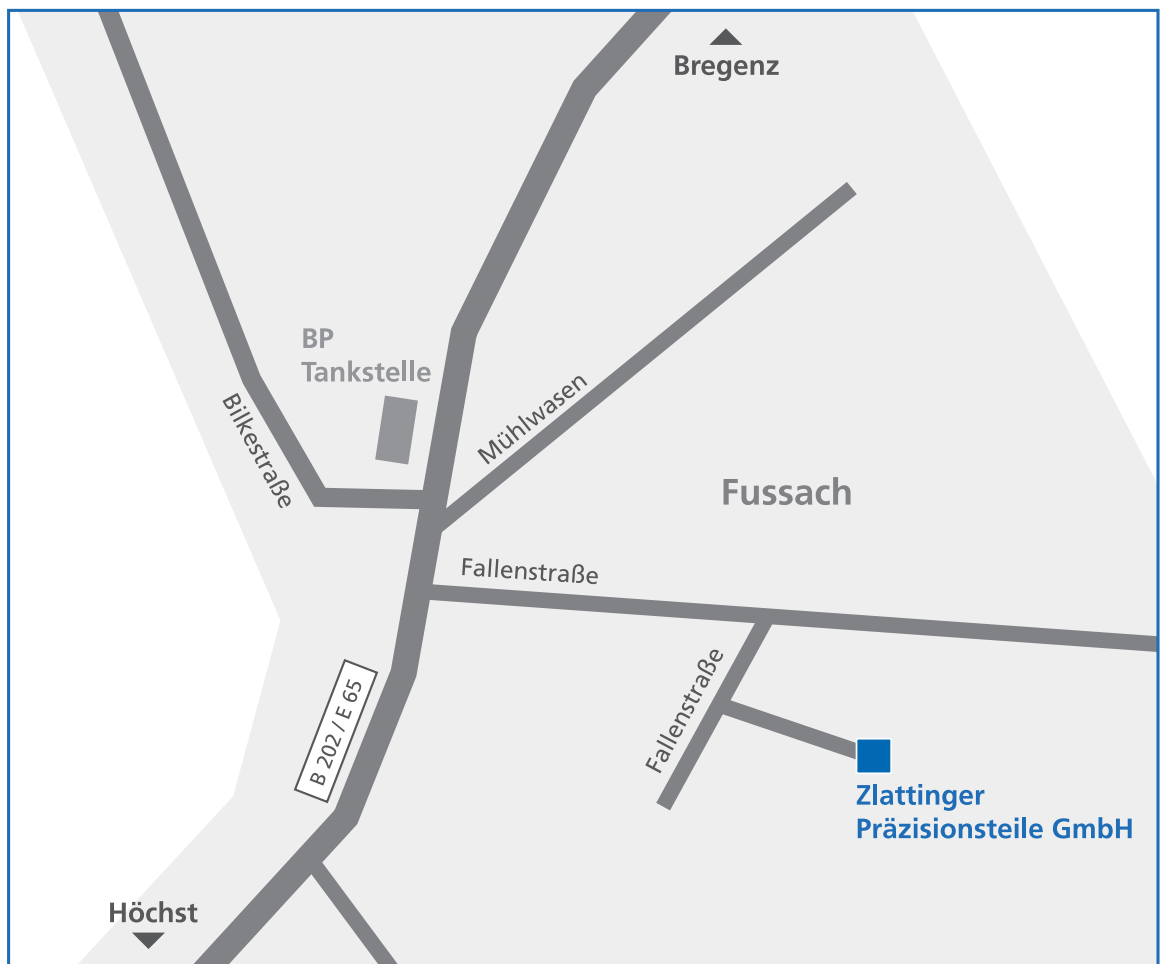 Bregenz
BP
Tankstelle
Mühlwasen
Bilkestraße
Fussach
Fallenstraße
Fallenstraße
B 202 / E 65
Zlattinger
Präzisionsteile GmbH
Höchst